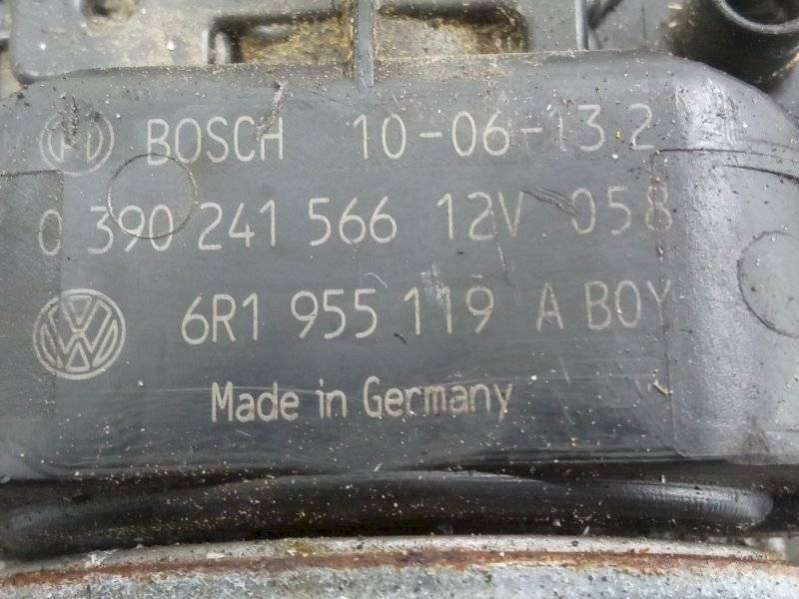 BOSCH 10-06-13 2
0 390 241 566 12V 058
6R1 955 119 A BOY
Made in Germany